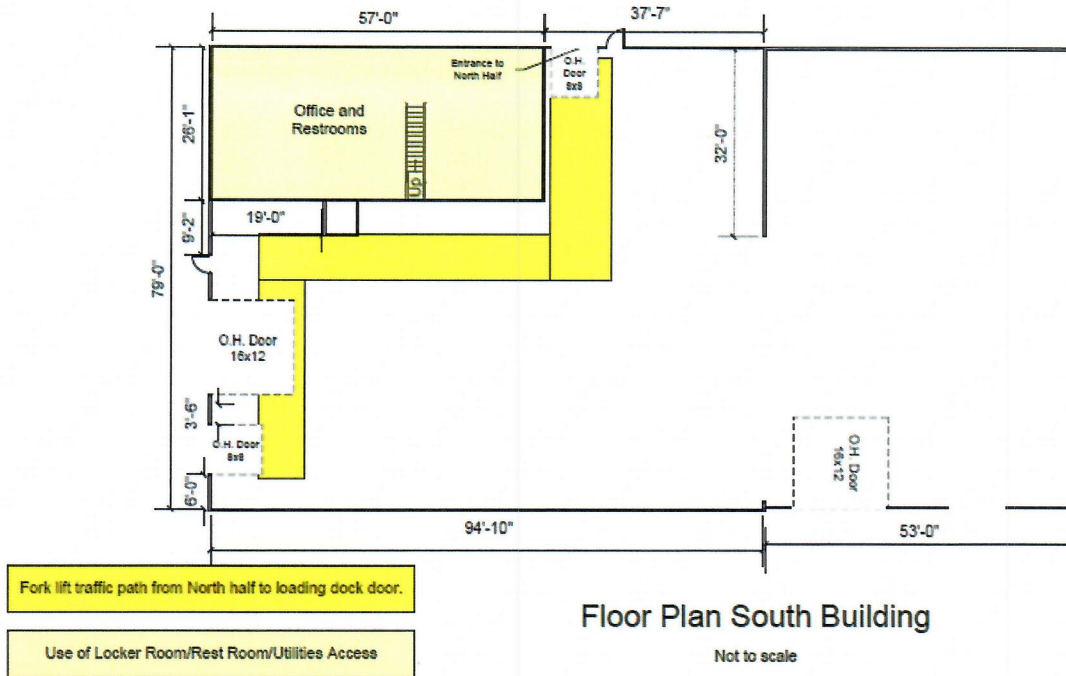 57'-0"
37'-7"
Entrance to
North Half
O.H.
Door
8x8
Office and
Restrooms
26'-1"
32'-0"
Up
19'-0"
9'-2"
79'-0"
O.H. Door
16x12
3'-6"
O.H. Door
8x8
6'-0"
O.H. Door
16x12
94'-10"
53'-0"
Fork lift traffic path from North half to loading dock door.
Use of Locker Room/Rest Room/Utilities Access
Floor Plan South Building
Not to scale